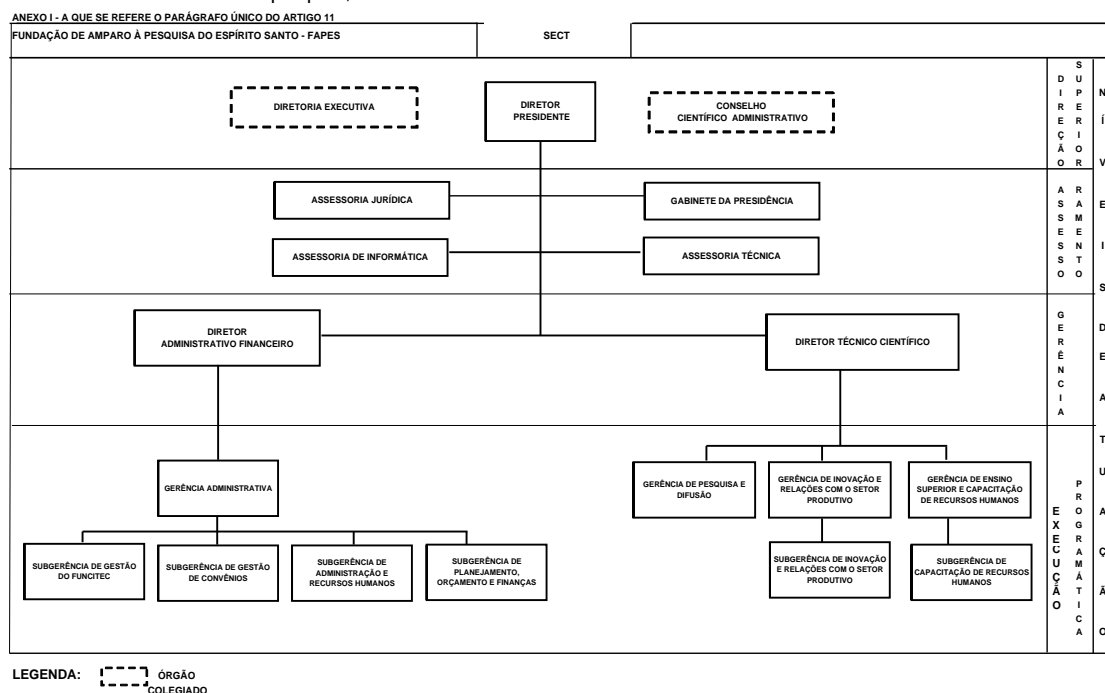 ANEXO I - A QUE SE REFERE O PARÁGRAFO ÚNICO DO ARTIGO 11
FUNDAÇÃO DE AMPARO À PESQUISA DO ESPÍRITO SANTO - FAPES
SECT
DIRETORIA EXECUTIVA
DIRETOR
PRESIDENTE
CONSELHO
CIENTÍFICO ADMINISTRATIVO
DIREÇÃO
SUPERIOR
ASSESSORIA JURÍDICA
GABINETE DA PRESIDÊNCIA
ASSESSORIA DE INFORMÁTICA
ASSESSORIA TÉCNICA
ASSESSO
RAMENTO
DIRETOR
ADMINISTRATIVO FINANCEIRO
DIRETOR TÉCNICO CIENTÍFICO
GERÊNCIA
GERÊNCIA ADMINISTRATIVA
GERÊNCIA DE PESQUISA E
DIFUSÃO
GERÊNCIA DE INOVAÇÃO E
RELAÇÕES COM O SETOR
PRODUTIVO
GERÊNCIA DE ENSINO
SUPERIOR E CAPACITAÇÃO
DE RECURSOS HUMANOS
SUBGERÊNCIA DE GESTÃO
DO FUNCITEC
SUBGERÊNCIA DE GESTÃO
DE CONVÊNIOS
SUBGERÊNCIA DE
ADMINISTRAÇÃO E
RECURSOS HUMANOS
SUBGERÊNCIA DE
PLANEJAMENTO,
ORÇAMENTO E FINANÇAS
SUBGERÊNCIA DE INOVAÇÃO
E RELAÇÕES COM O SETOR
PRODUTIVO
SUBGERÊNCIA DE
CAPACITAÇÃO DE RECURSOS
HUMANOS
EXECUÇÃO
PROGRAMÁTICA
NÍVEIS DE ATUAÇÃO
LEGENDA:
ÓRGÃO
COLEGIADO